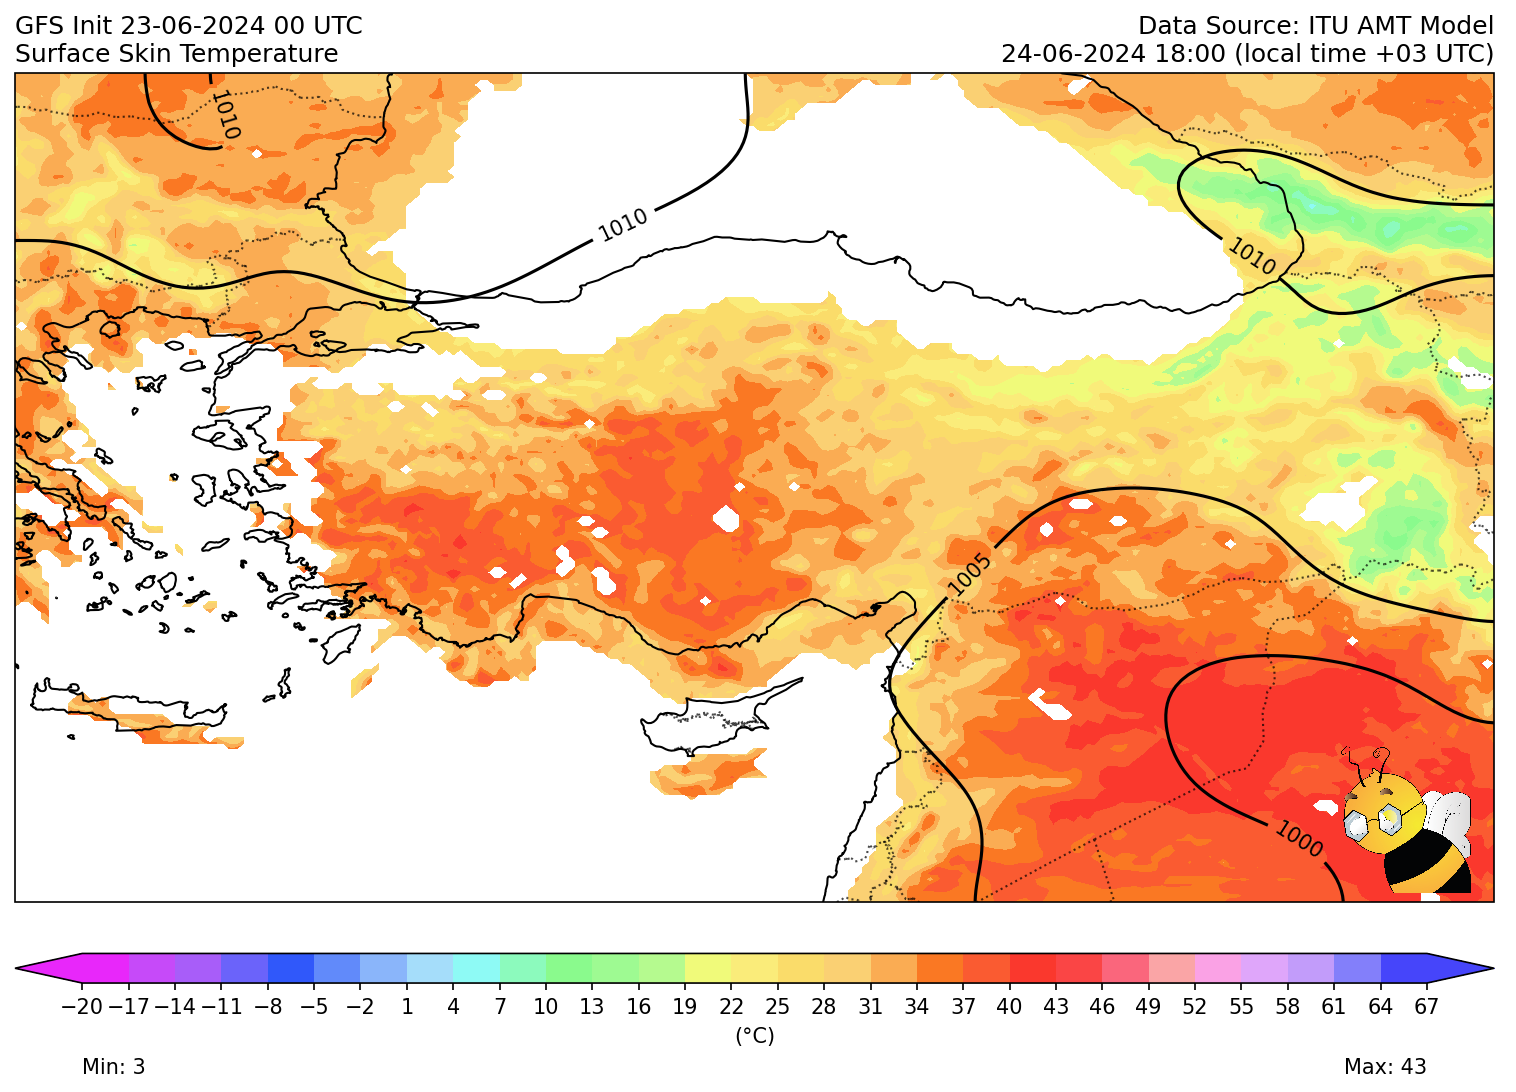 GFS Init 23-06-2024 00 UTC
Surface Skin Temperature
Data Source: ITU AMT Model
24-06-2024 18:00 (local time +03 UTC)
1010
1010
1010
1005
1000
−20 −17 −14 −11 −8 −5 −2 1 4 7 10 13 16 19 22 25 28 31 34 37 40 43 46 49 52 55 58 61 64 67
(°C)
Min: 3
Max: 43